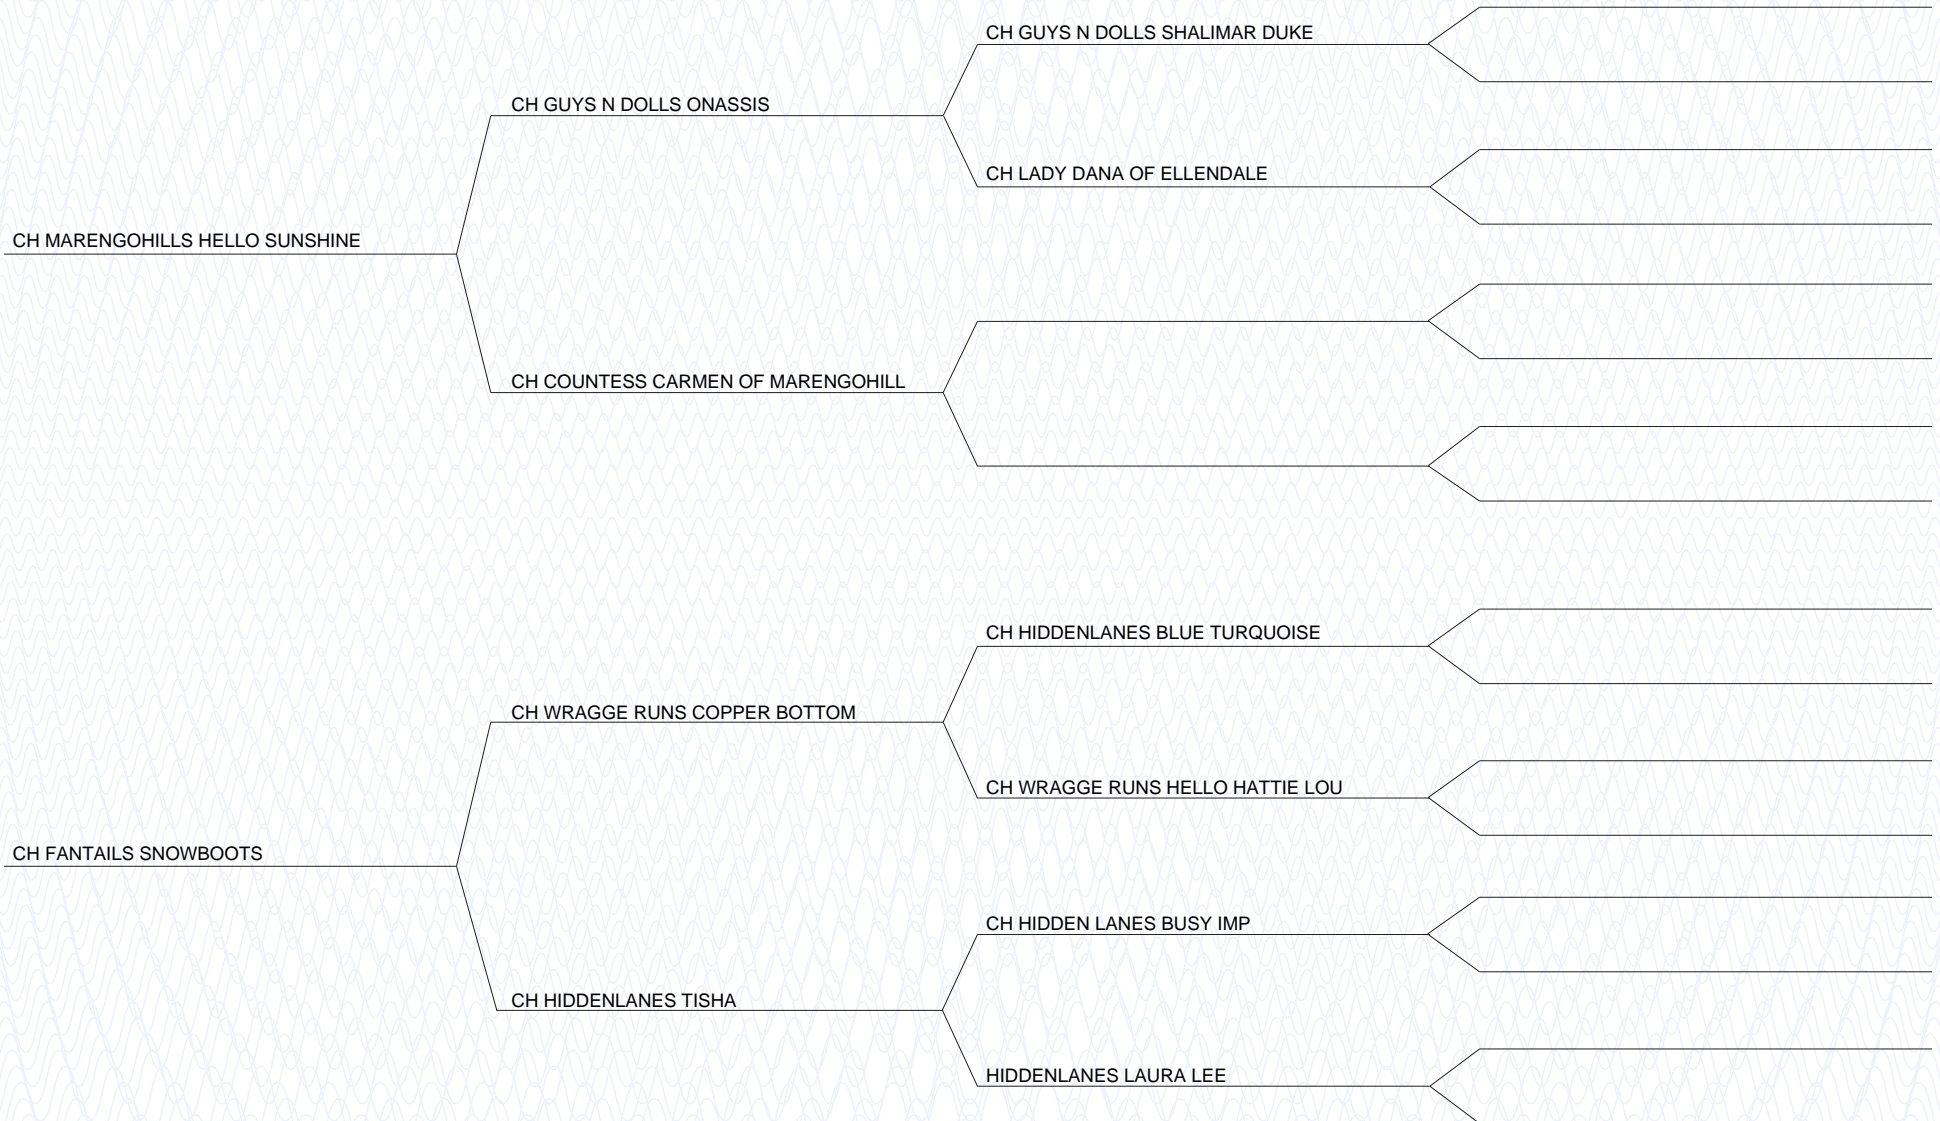 CH GUYS N DOLLS SHALIMAR DUKE
CH GUYS N DOLLS ONASSIS
CH LADY DANA OF ELLENDALE
CH MARENGOHILLS HELLO SUNSHINE
CH COUNTESS CARMEN OF MARENGOHILL
CH HIDDENLANES BLUE TURQUOISE
CH WRAGGE RUNS COPPER BOTTOM
CH WRAGGE RUNS HELLO HATTIE LOU
CH FANTAILS SNOWBOOTS
CH HIDDEN LANES BUSY IMP
CH HIDDENLANES TISHA
HIDDENLANES LAURA LEE